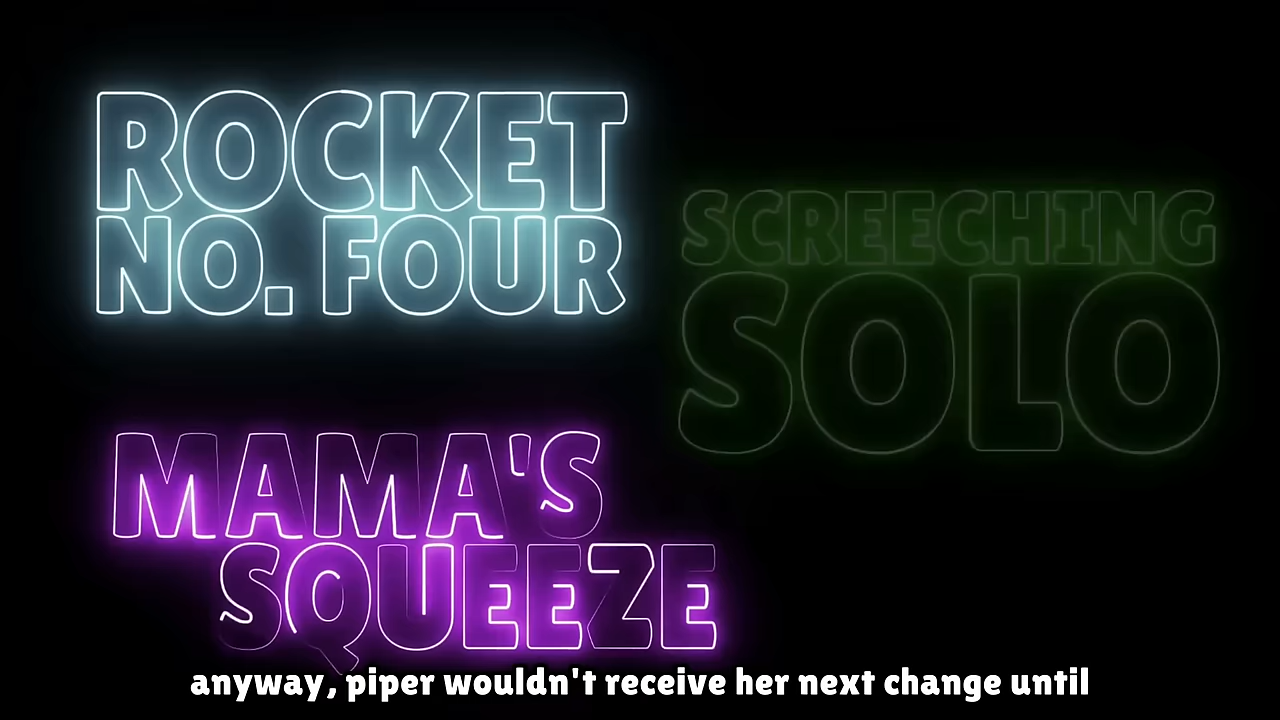 ROCKET
NO. FOUR
SCREECHING
SOLO
MAMA'S
SQUEEZE
anyway, piper wouldn't receive her next change until